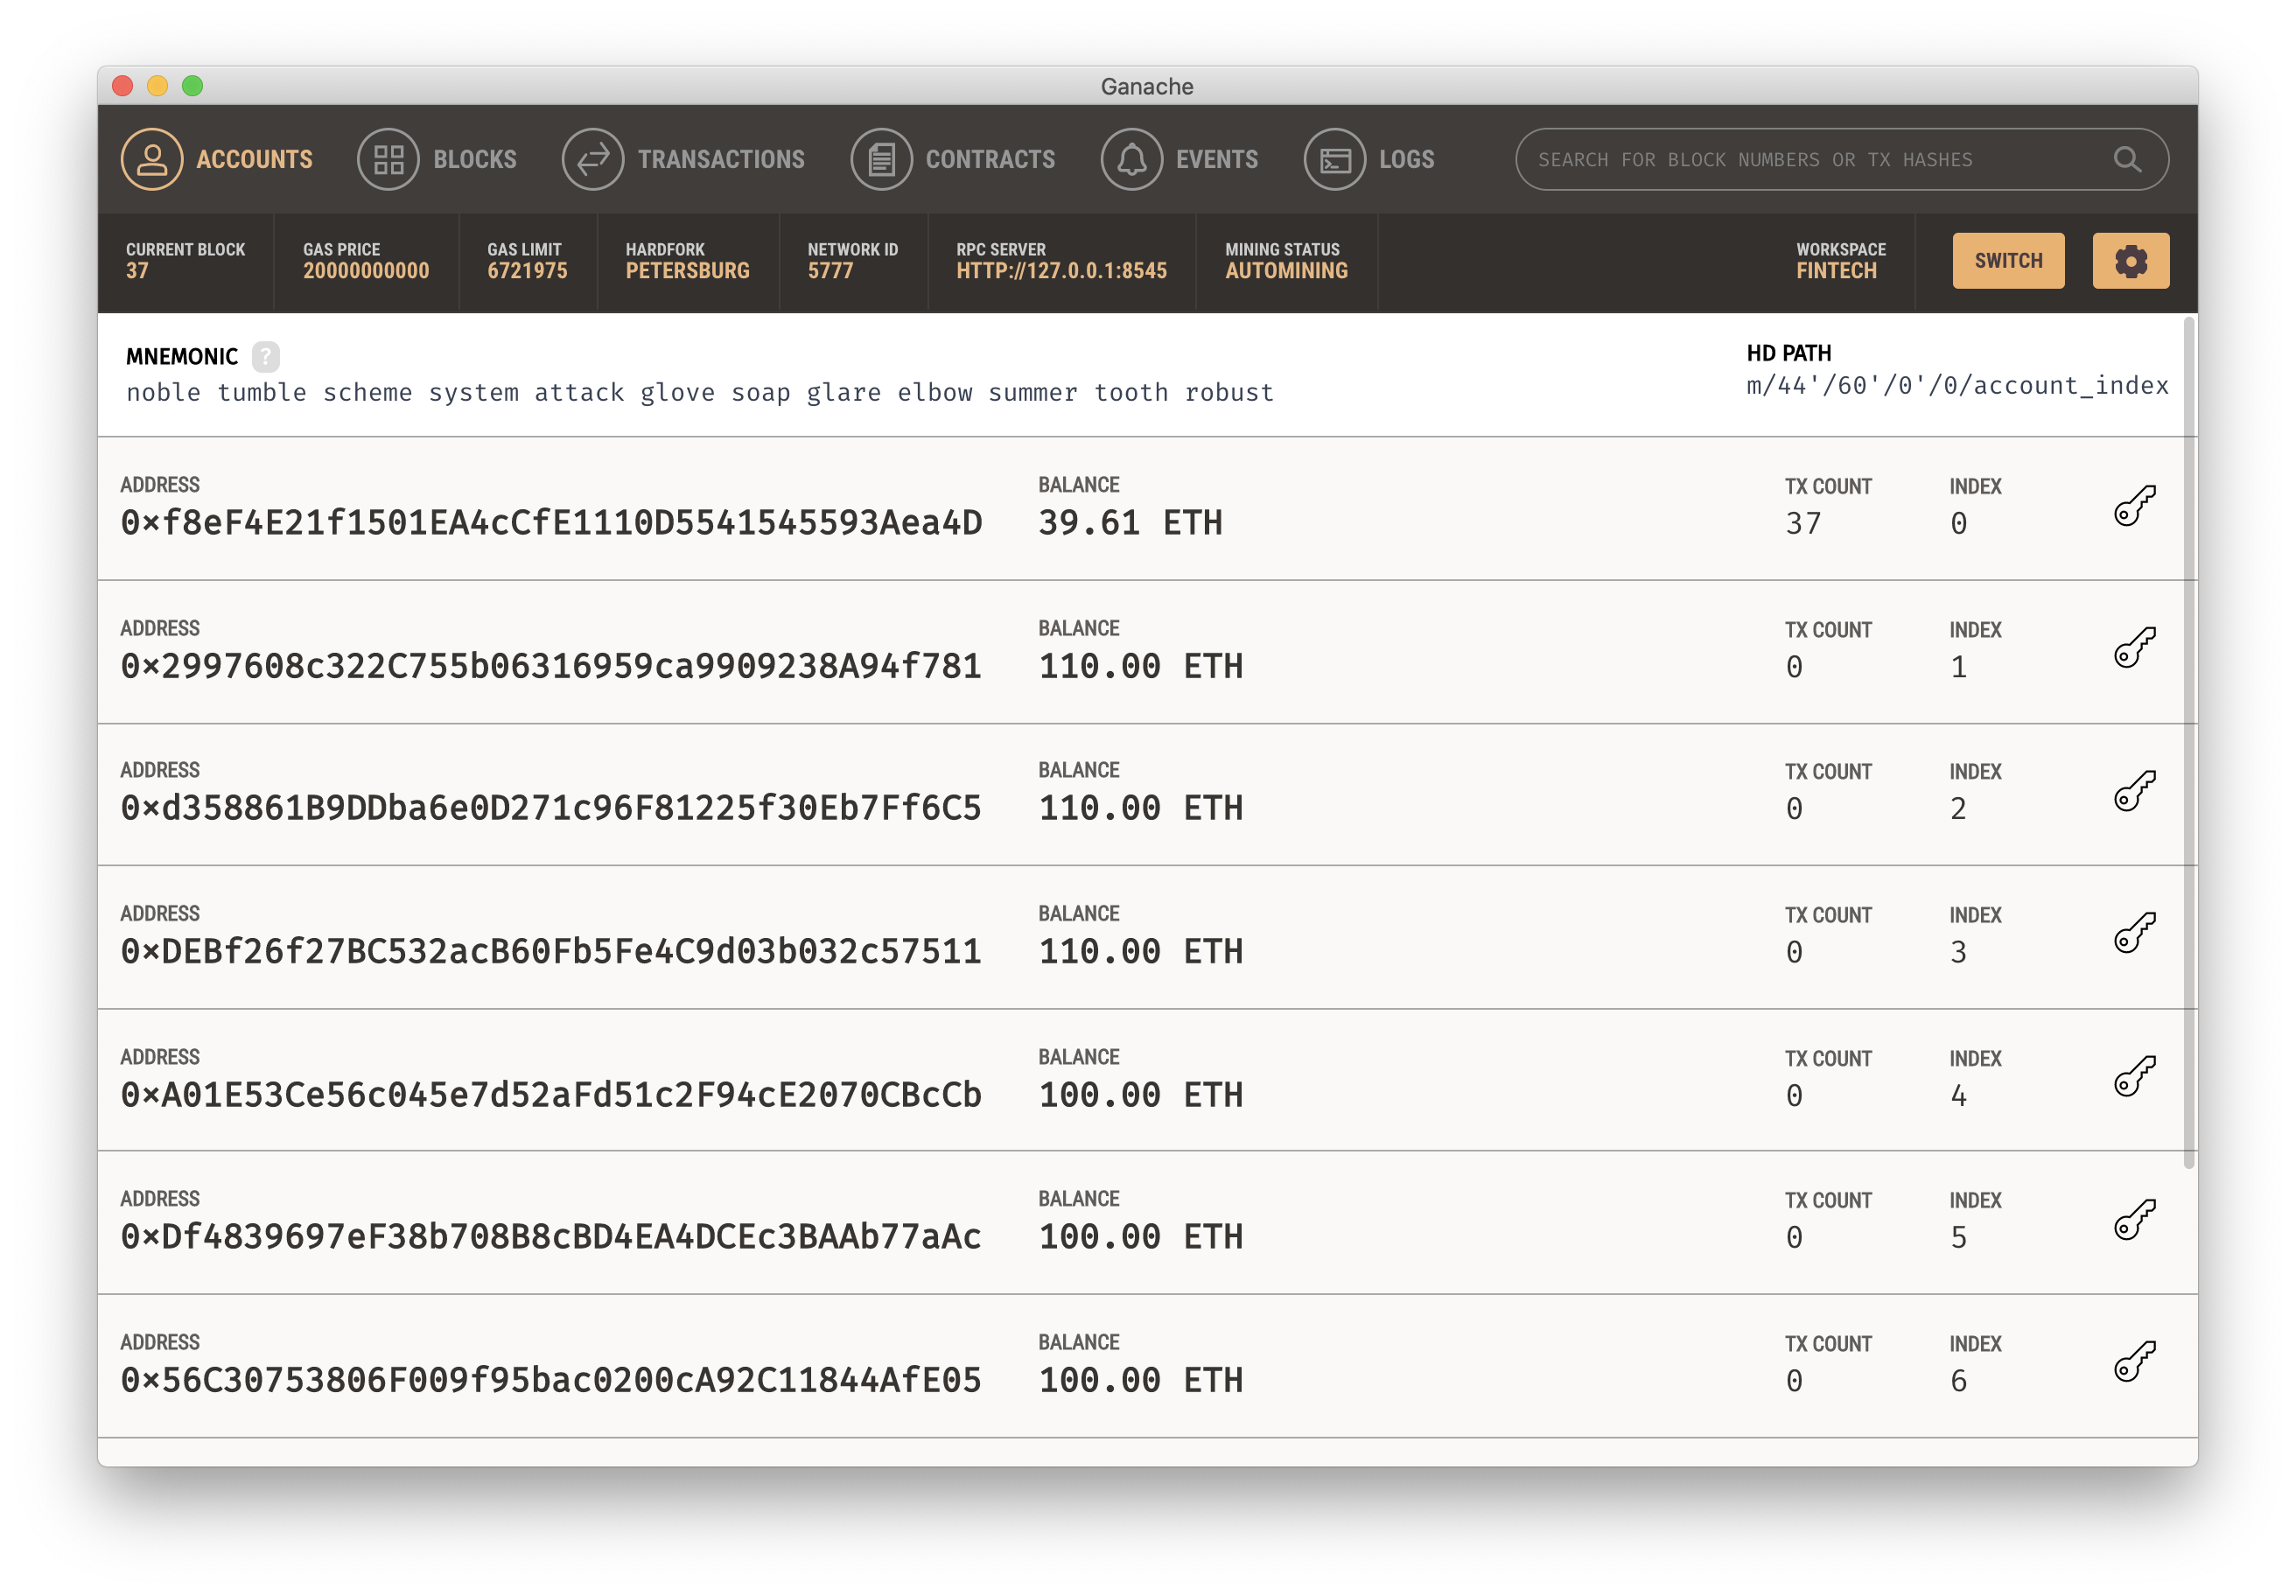 Ganache
ACCOUNTS BLOCKS TRANSACTIONS CONTRACTS EVENTS LOGS SEARCH FOR BLOCK NUMBERS OR TX HASHES
CURRENT BLOCK GAS PRICE GAS LIMIT HARDFORK NETWORK ID RPC SERVER MINING STATUS WORKSPACE
37 20000000000 6721975 PETERSBURG 5777 HTTP://127.0.0.1:8545 AUTOMINING FINTECH SWITCH
MNEMONIC ? HD PATH
noble tumble scheme system attack glove soap glare elbow summer tooth robust m/44'/60'/0'/0/account_index
ADDRESS BALANCE TX COUNT INDEX
0×f8eF4E21f1501EA4cCfE1110D5541545593Aea4D 39.61 ETH 37 0
ADDRESS BALANCE TX COUNT INDEX
0×2997608c322C755b06316959ca9909238A94f781 110.00 ETH 0 1
ADDRESS BALANCE TX COUNT INDEX
0×d358861B9DDba6e0D271c96F81225f30Eb7Ff6C5 110.00 ETH 0 2
ADDRESS BALANCE TX COUNT INDEX
0×DEBf26f27BC532acB60Fb5Fe4C9d03b032c57511 110.00 ETH 0 3
ADDRESS BALANCE TX COUNT INDEX
0×A01E53Ce56c045e7d52aFd51c2F94cE2070CBcCb 100.00 ETH 0 4
ADDRESS BALANCE TX COUNT INDEX
0×Df4839697eF38b708B8cBD4EA4DCEc3BAAb77aAc 100.00 ETH 0 5
ADDRESS BALANCE TX COUNT INDEX
0×56C30753806F009f95bac0200cA92C11844AfE05 100.00 ETH 0 6